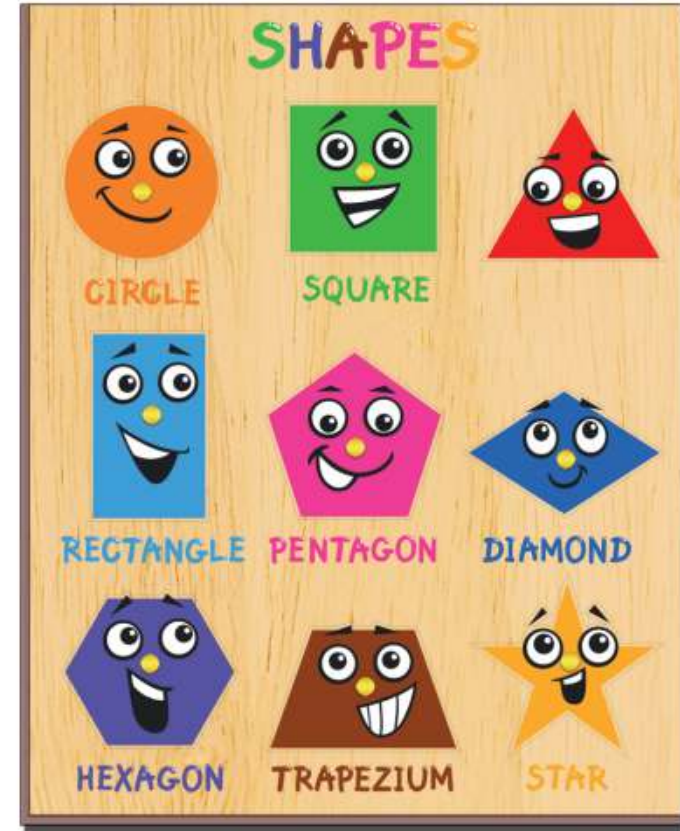 SHAPES
CIRCLE SQUARE
RECTANGLE PENTAGON DIAMOND
HEXAGON TRAPEZIUM STAR